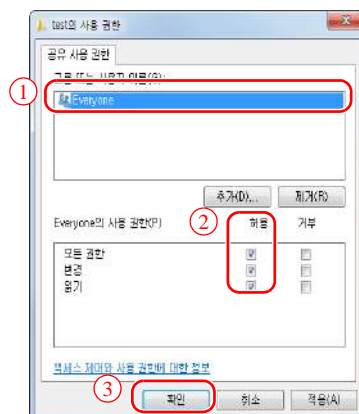 test의 사용 권한
공유 사용 권한
그룹 또는 사용자 이름(G):
① Everyone
추가(D)... 제거(R)
Everyone의 사용 권한(P) ② 허용 거부
모든 권한
변경
읽기
액세스 제어와 사용 권한에 대한 정보
③ 확인 취소 적용(A)